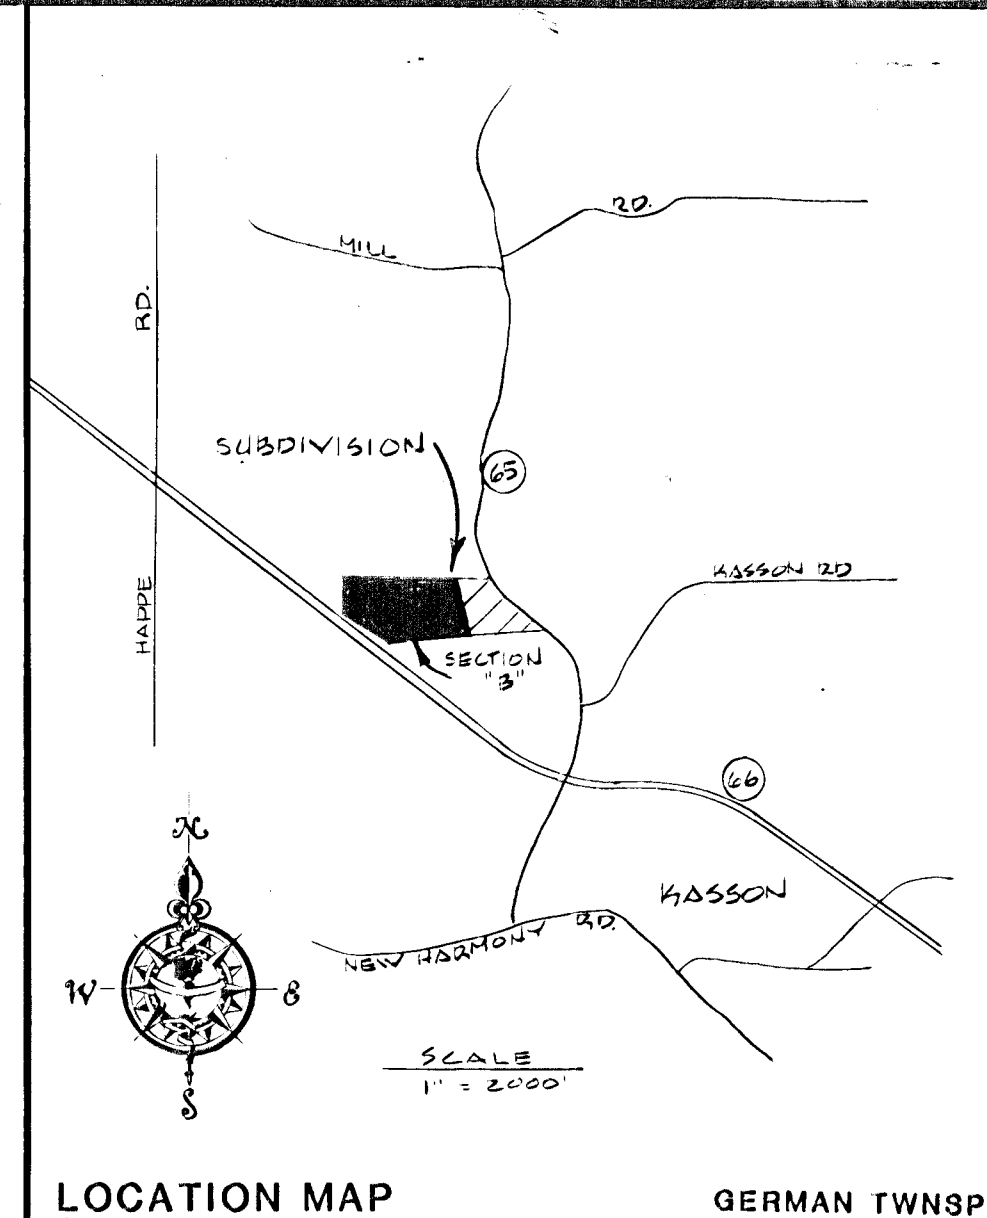 RD.
MILL
RD.
SUBDIVISION
65
KASSON RD
HAPPE
SECTION
"B"
66
N
KASSON
NEW HARMONY RD.
W
E
SCALE
1" = 2000'
S
LOCATION MAP
GERMAN TWNSP